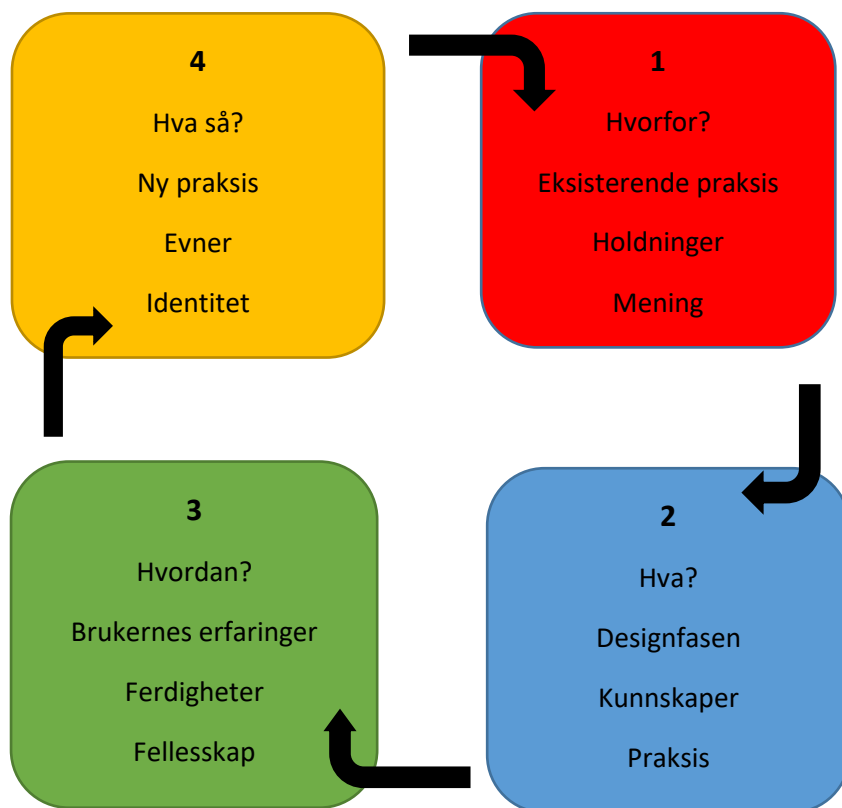 4
Hva så?
Ny praksis
Evner
Identitet
1
Hvorfor?
Eksisterende praksis
Holdninger
Mening
3
Hvordan?
Brukernes erfaringer
Ferdigheter
Fellesskap
2
Hva?
Designfasen
Kunnskaper
Praksis